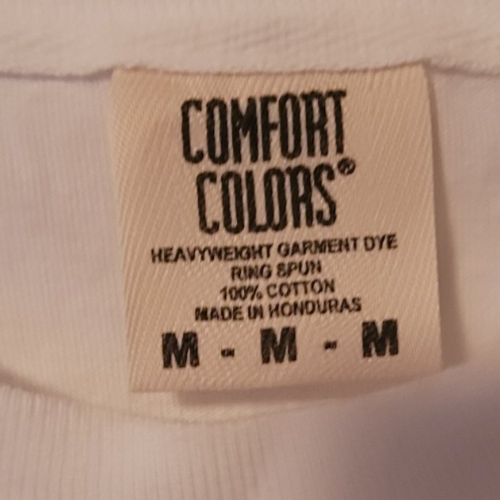 COMFORT
COLORS®
HEAVYWEIGHT GARMENT DYE
RING SPUN
100% COTTON
MADE IN HONDURAS
M - M - M